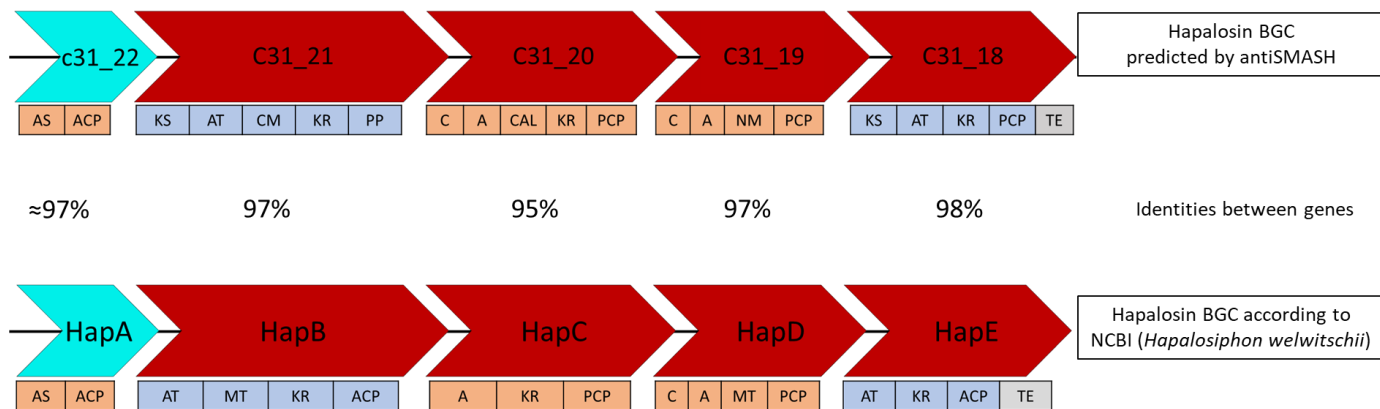 c31_22 C31_21 C31_20 C31_19 C31_18
Hapalosin BGC
predicted by antiSMASH
AS ACP KS AT CM KR PP C A CAL KR PCP C A NM PCP KS AT KR PCP TE
≈97% 97% 95% 97% 98% Identities between genes
HapA HapB HapC HapD HapE
Hapalosin BGC according to
NCBI (Hapalosiphon welwitschii)
AS ACP AT MT KR ACP A KR PCP C A MT PCP AT KR ACP TE